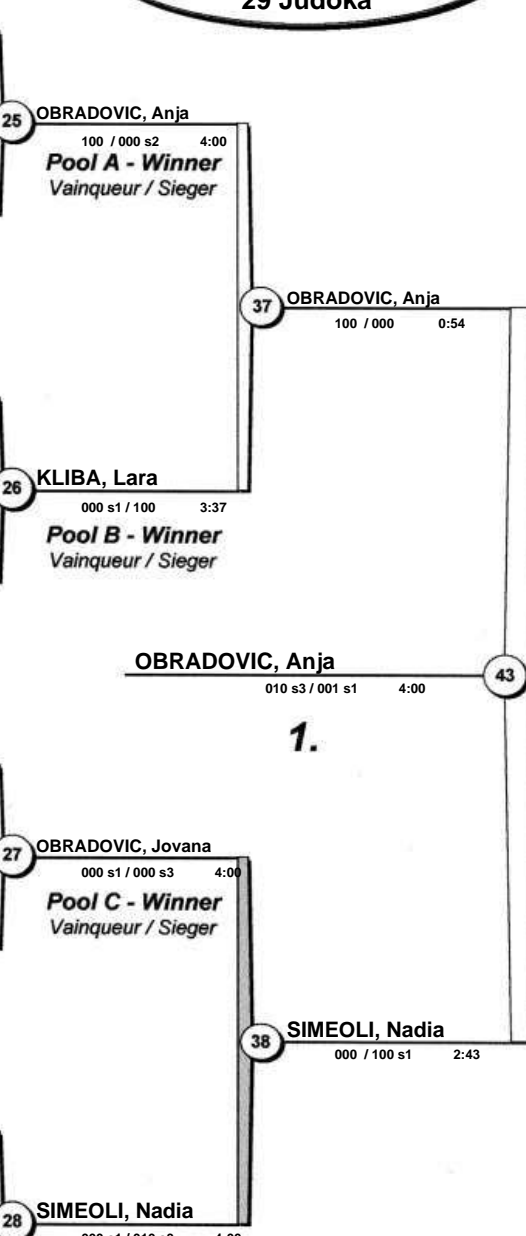 29 Judoka
25 OBRADOVIC, Anja
100 / 000 s2 4:00
Pool A - Winner
Vainqueur / Sieger
37 OBRADOVIC, Anja
100 / 000 0:54
26 KLIBA, Lara
000 s1 / 100 3:37
Pool B - Winner
Vainqueur / Sieger
OBRADOVIC, Anja 43
010 s3 / 001 s1 4:00
1.
27 OBRADOVIC, Jovana
000 s1 / 000 s3 4:00
Pool C - Winner
Vainqueur / Sieger
38 SIMEOLI, Nadia
000 / 100 s1 2:43
28 SIMEOLI, Nadia